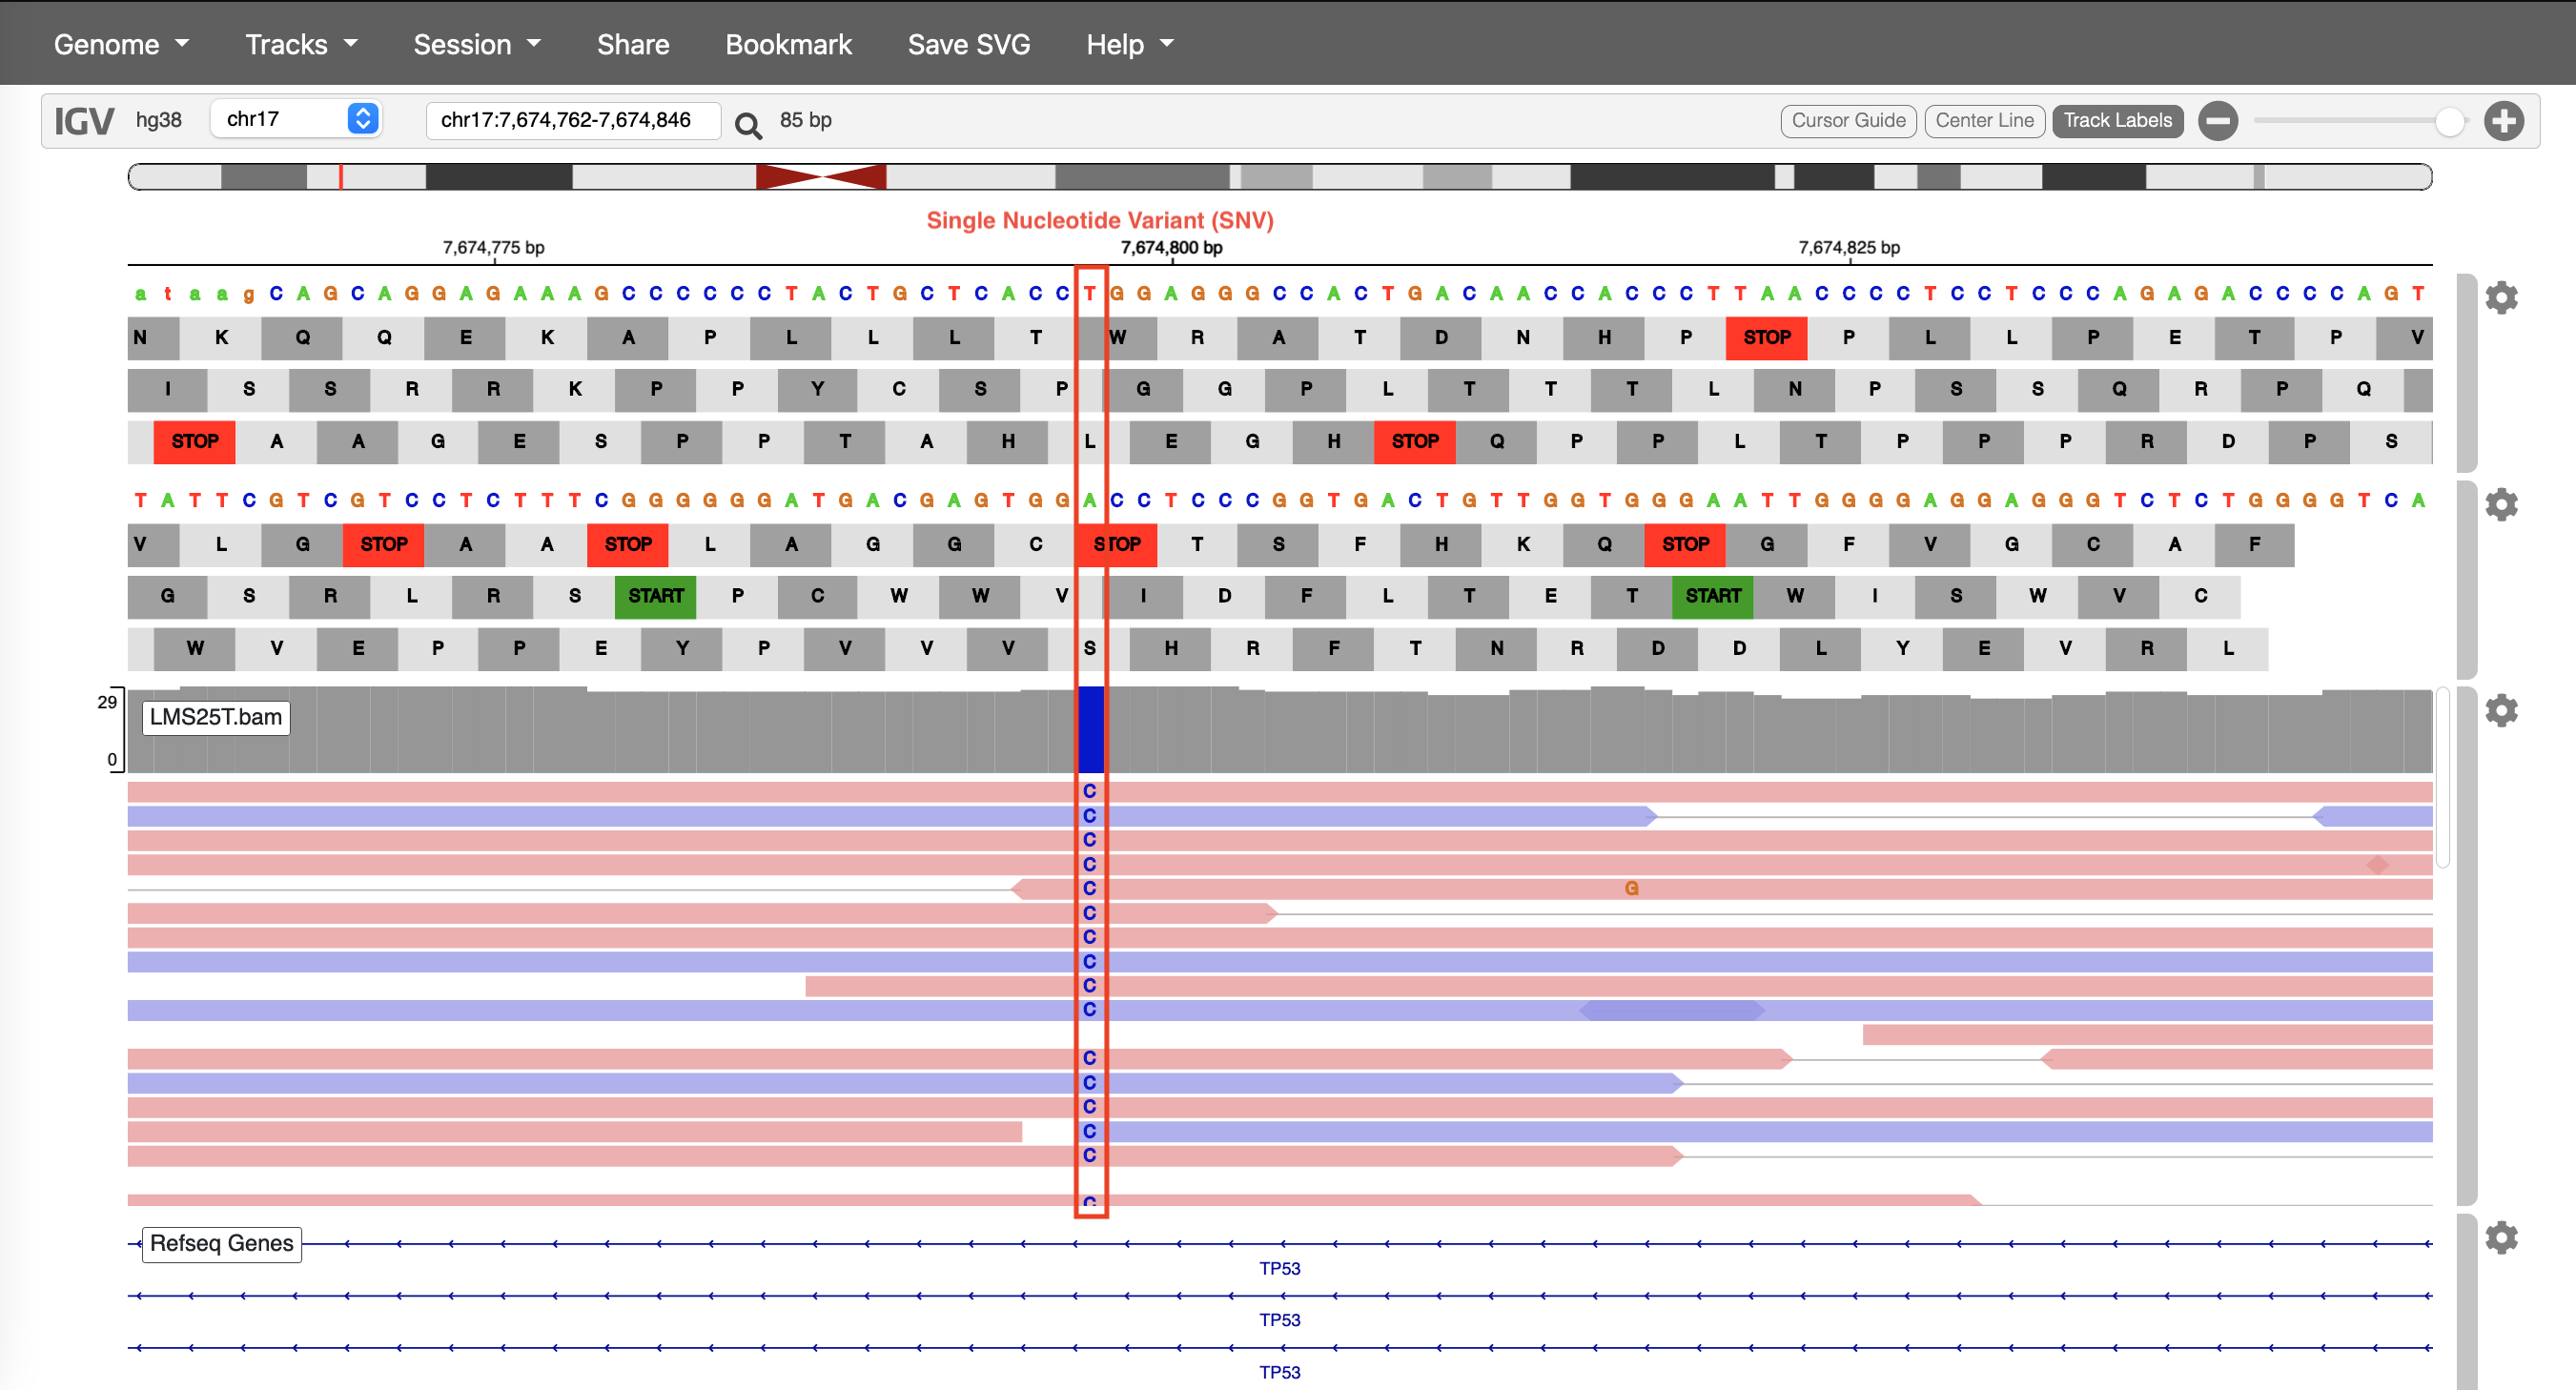 Genome Tracks Session Share Bookmark Save SVG Help
IGV hg38 chr17 chr17:7,674,762-7,674,846 85 bp Cursor Guide Center Line Track Labels
Single Nucleotide Variant (SNV)
7,674,775 bp 7,674,800 bp 7,674,825 bp
a t a a g C A G C A G G A G A A A G C C C C C C T A C T G C T C A C C T G G A G G G C C A C T G A C A A C C A C C C T T A A C C C C T C C T C C C A G A G A C C C C A G T
N K Q Q E K A P L L L T W R A T D N H P STOP P L L P E T P V
I S S R R K P P Y C S P G G P L T T T L N P S S Q R P Q
STOP A A G E S P P T A H L E G H STOP Q P P L T P P P R D P S
T A T T C G T C G T C C T C T T T C G G G G G G A T G A C G A G T G G A C C T C C C G G T G A C T G T T G G T G G G A A T T G G G G A G G A G G G T C T C T G G G G T C A
V L G STOP A A STOP L A G G C STOP T S F H K Q STOP G F V G C A F
G S R L R S START P C W W V I D F L T E T START W I S W V C
W V E P P E Y P V V V S H R F T N R D D L Y E V R L
29
LMS25T.bam
0
C
C
C
C
C G
C
C
C
C
C
C
C
C
C
C
C
Refseq Genes
TP53
TP53
TP53